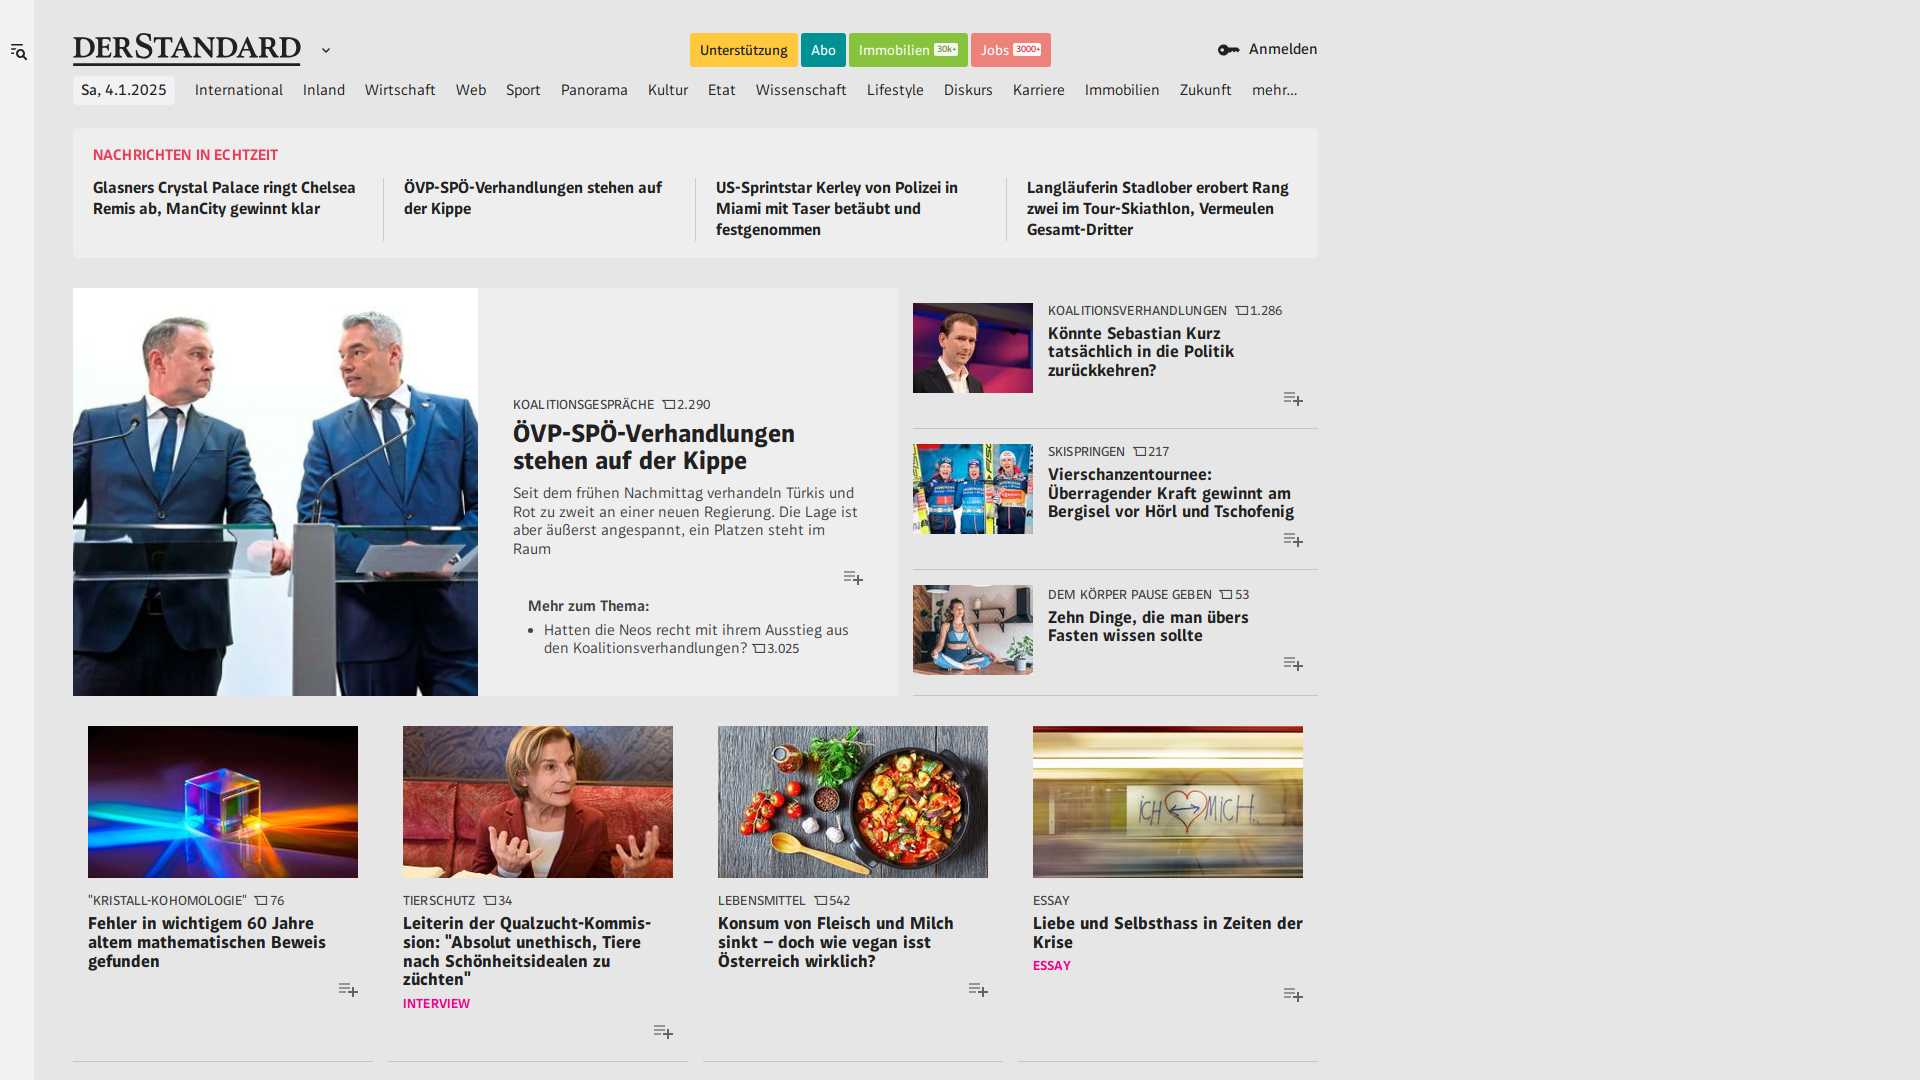 DERSTANDARD
Unterstützung
Abo
Immobilien 30k+
Jobs 3000+
Anmelden
Sa, 4.1.2025
International
Inland
Wirtschaft
Web
Sport
Panorama
Kultur
Etat
Wissenschaft
Lifestyle
Diskurs
Karriere
Immobilien
Zukunft
mehr...
NACHRICHTEN IN ECHTZEIT
Glasners Crystal Palace ringt Chelsea
Remis ab, ManCity gewinnt klar
ÖVP-SPÖ-Verhandlungen stehen auf
der Kippe
US-Sprintstar Kerley von Polizei in
Miami mit Taser betäubt und
festgenommen
Langläuferin Stadlober erobert Rang
zwei im Tour-Skiathlon, Vermeulen
Gesamt-Dritter
KOALITIONSGESPRÄCHE 2.290
ÖVP-SPÖ-Verhandlungen
stehen auf der Kippe
Seit dem frühen Nachmittag verhandeln Türkis und
Rot zu zweit an einer neuen Regierung. Die Lage ist
aber äußerst angespannt, ein Platzen steht im
Raum
Mehr zum Thema:
• Hatten die Neos recht mit ihrem Ausstieg aus
den Koalitionsverhandlungen? 3.025
KOALITIONSVERHANDLUNGEN 1.286
Könnte Sebastian Kurz
tatsächlich in die Politik
zurückkehren?
SKISPRINGEN 217
Vierschanzentournee:
Überragender Kraft gewinnt am
Bergisel vor Hörl und Tschofenig
DEM KÖRPER PAUSE GEBEN 53
Zehn Dinge, die man übers
Fasten wissen sollte
"KRISTALL-KOHOMOLOGIE" 76
Fehler in wichtigem 60 Jahre
altem mathematischen Beweis
gefunden
TIERSCHUTZ 34
Leiterin der Qualzucht-Kommis-
sion: "Absolut unethisch, Tiere
nach Schönheitsidealen zu
züchten"
INTERVIEW
LEBENSMITTEL 542
Konsum von Fleisch und Milch
sinkt – doch wie vegan isst
Österreich wirklich?
ICH MICH
ESSAY
Liebe und Selbsthass in Zeiten der
Krise
ESSAY